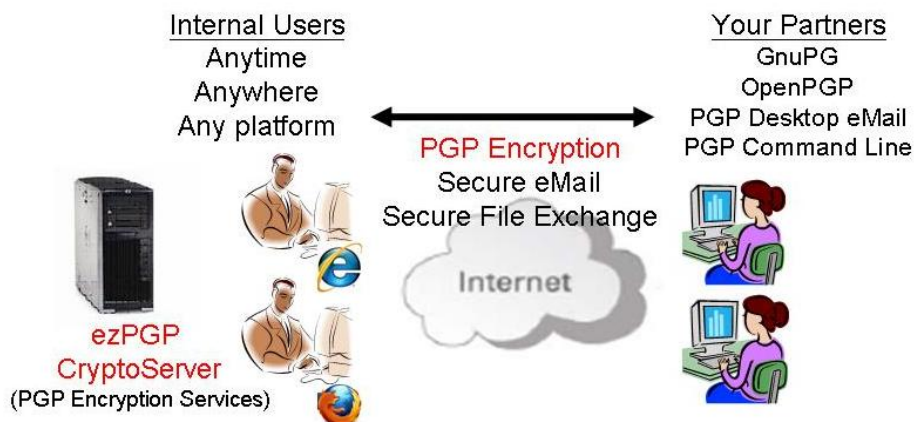 Internal Users
Anytime
Anywhere
Any platform
ezPGP
CryptoServer
(PGP Encryption Services)
PGP Encryption
Secure eMail
Secure File Exchange
Internet
Your Partners
GnuPG
OpenPGP
PGP Desktop eMail
PGP Command Line